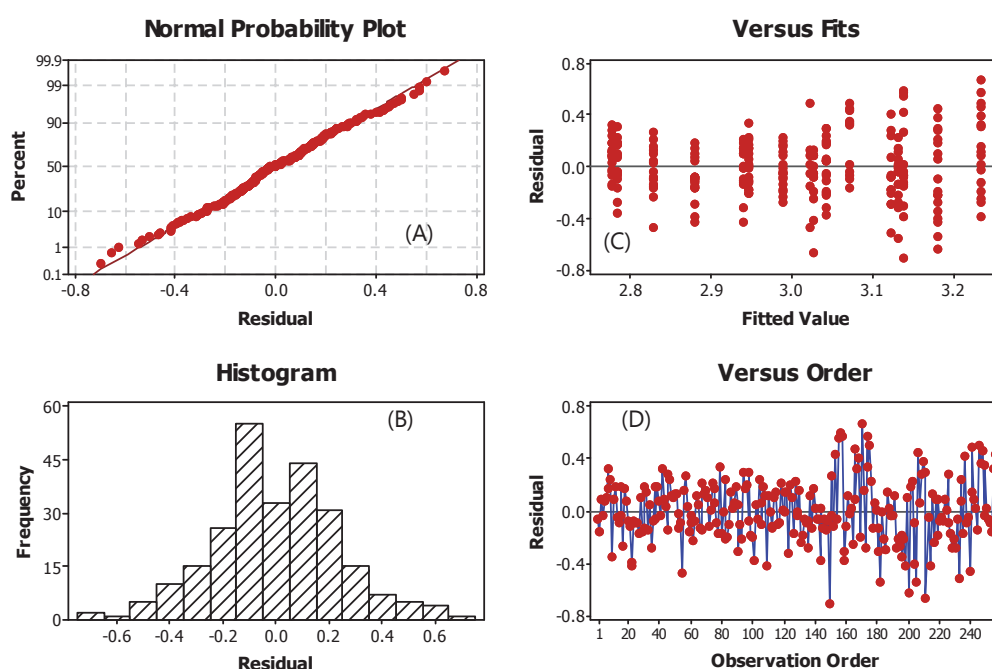 Normal Probability Plot
99.9
99
90
50
10
1
0.1
Percent
(A)
-0.8 -0.4 0.0 0.4 0.8
Residual
Versus Fits
0.8
0.4
0.0
-0.4
-0.8
Residual
(C)
2.8 2.9 3.0 3.1 3.2
Fitted Value
Histogram
60
45
30
15
0
Frequency
(B)
-0.6 -0.4 -0.2 0.0 0.2 0.4 0.6
Residual
Versus Order
0.8
0.4
0.0
-0.4
-0.8
Residual
(D)
1 20 40 60 80 100 120 140 160 180 200 220 240
Observation Order